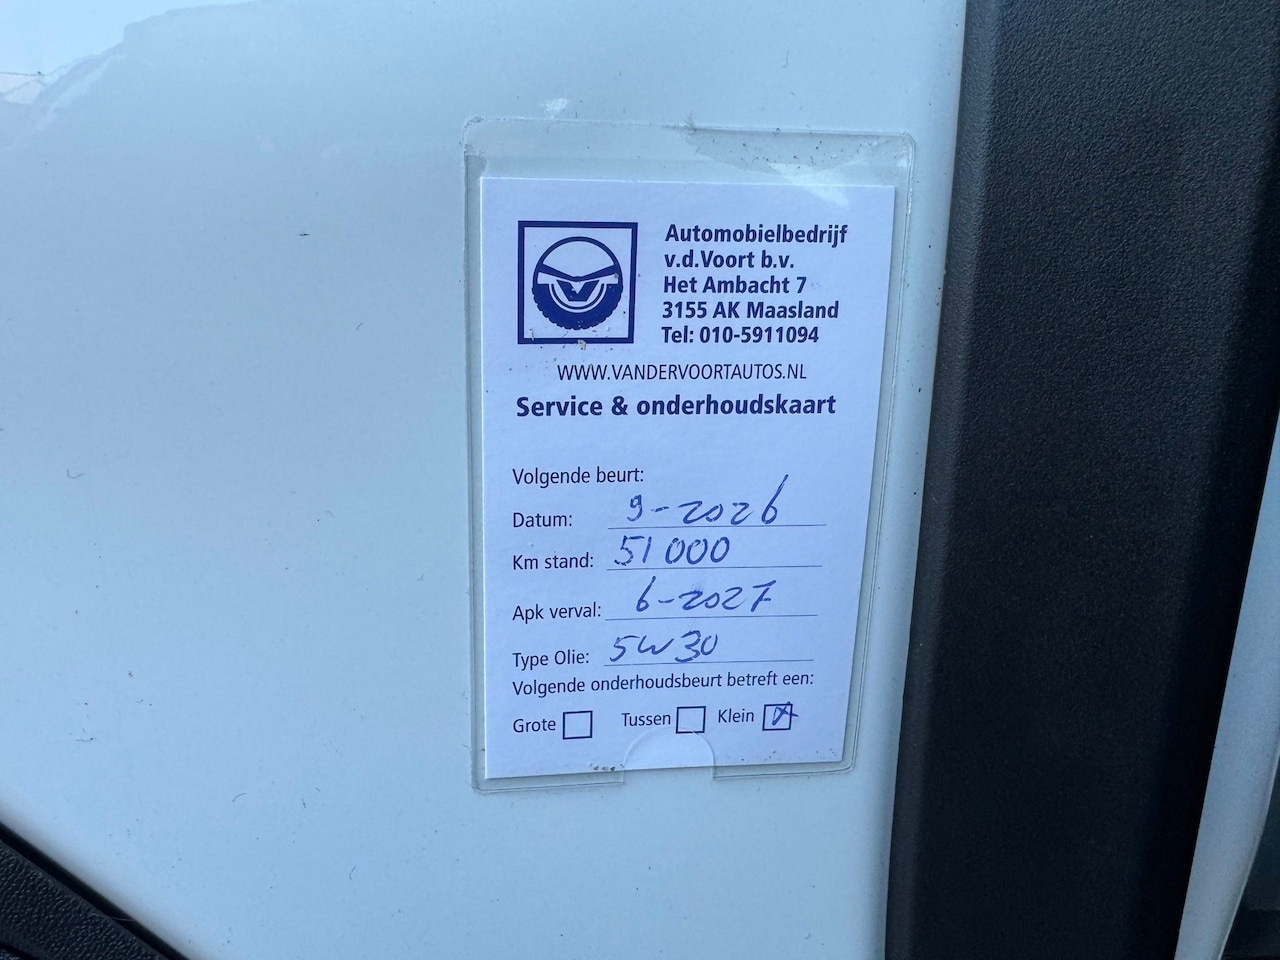 Automobielbedrijf
v.d.Voort b.v.
Het Ambacht 7
3155 AK Maasland
Tel: 010-5911094
WWW.VANDERVOORTAUTOS.NL
Service & onderhoudskaart
Volgende beurt:
Datum: 9-2026
Km stand: 51000
Apk verval: 6-2027
Type Olie: 5W30
Volgende onderhoudsbeurt betreft een:
Grote Tussen Klein X